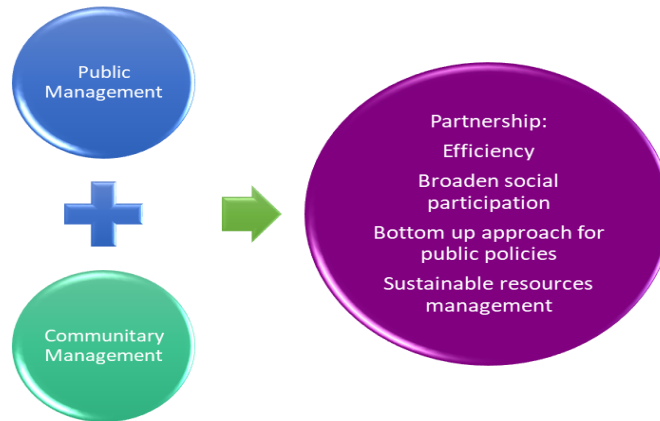 Public
Management
Communitary
Management
Partnership:
Efficiency
Broaden social
participation
Bottom up approach for
public policies
Sustainable resources
management